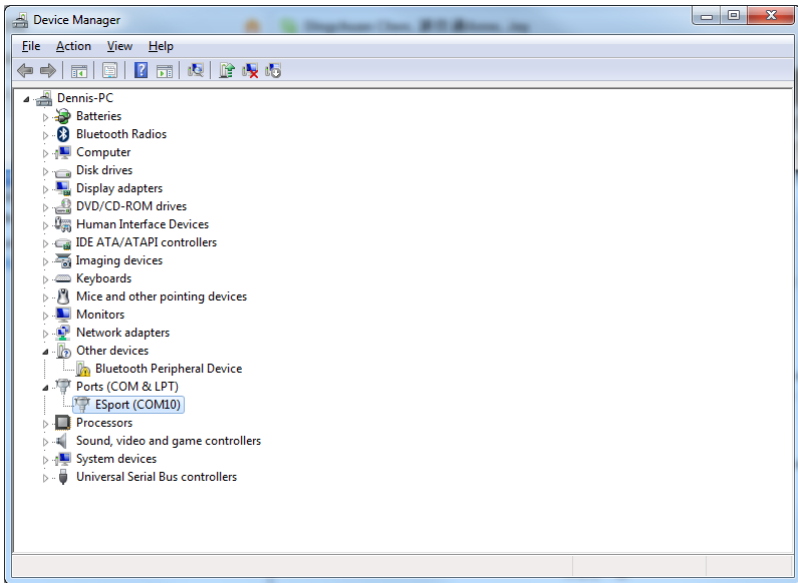 Device Manager
File Action View Help
Dennis-PC
Batteries
Bluetooth Radios
Computer
Disk drives
Display adapters
DVD/CD-ROM drives
Human Interface Devices
IDE ATA/ATAPI controllers
Imaging devices
Keyboards
Mice and other pointing devices
Monitors
Network adapters
Other devices
Bluetooth Peripheral Device
Ports (COM & LPT)
ESport (COM10)
Processors
Sound, video and game controllers
System devices
Universal Serial Bus controllers